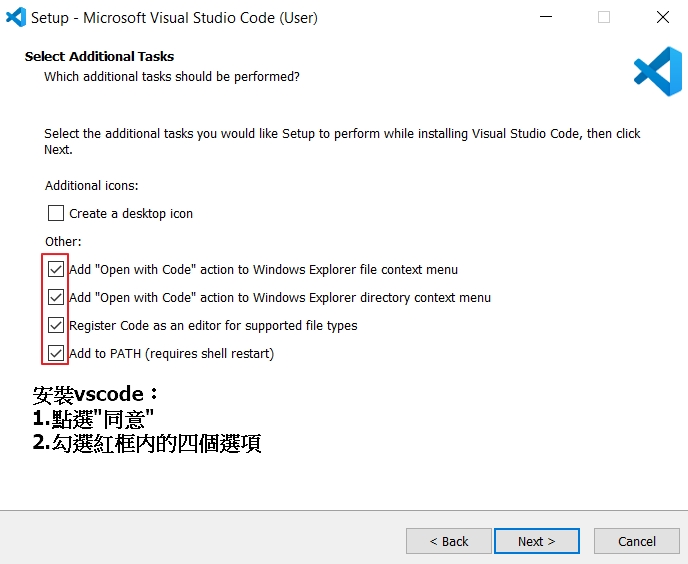 Setup - Microsoft Visual Studio Code (User)
Select Additional Tasks
Which additional tasks should be performed?
Select the additional tasks you would like Setup to perform while installing Visual Studio Code, then click
Next.
Additional icons:
Create a desktop icon
Other:
Add "Open with Code" action to Windows Explorer file context menu
Add "Open with Code" action to Windows Explorer directory context menu
Register Code as an editor for supported file types
Add to PATH (requires shell restart)
安裝vscode：
1.點選"同意"
2.勾選紅框內的四個選項
< Back
Next >
Cancel